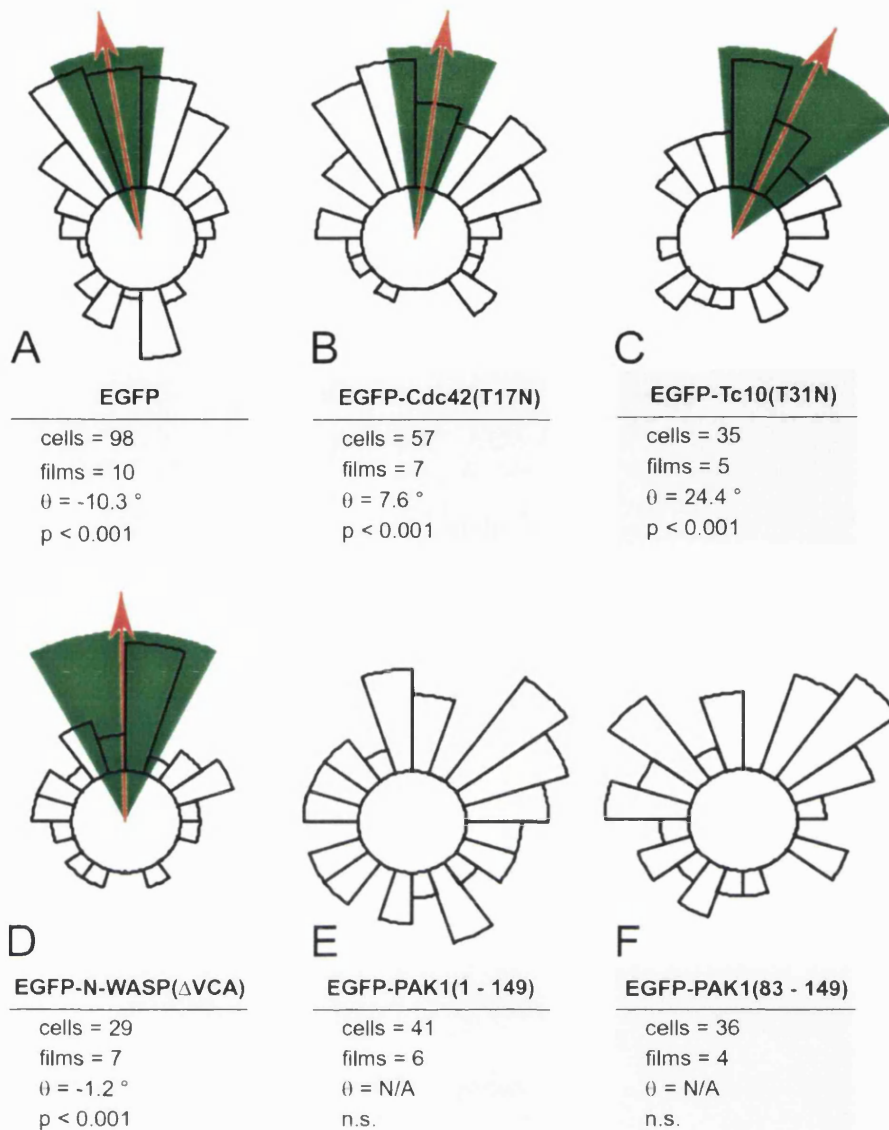 A
B
C
EGFP
cells = 98
films = 10
θ = -10.3 °
p < 0.001
EGFP-Cdc42(T17N)
cells = 57
films = 7
θ = 7.6 °
p < 0.001
EGFP-Tc10(T31N)
cells = 35
films = 5
θ = 24.4 °
p < 0.001
D
E
F
EGFP-N-WASP(ΔVCA)
cells = 29
films = 7
θ = -1.2 °
p < 0.001
EGFP-PAK1(1 - 149)
cells = 41
films = 6
θ = N/A
n.s.
EGFP-PAK1(83 - 149)
cells = 36
films = 4
θ = N/A
n.s.